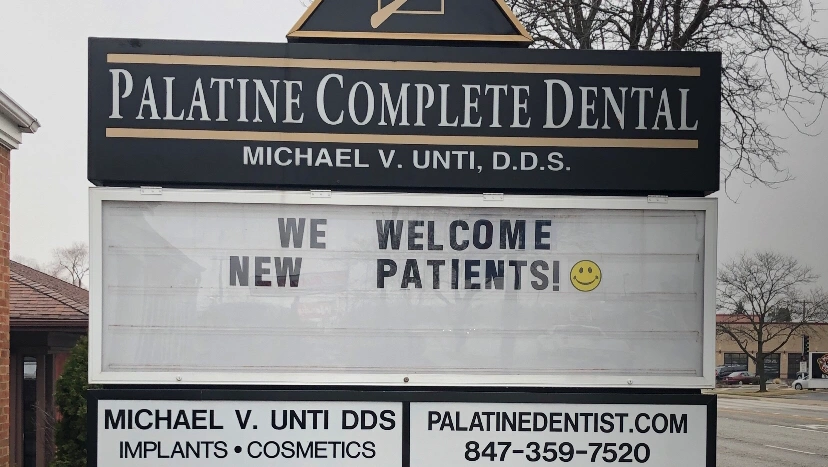 PALATINE COMPLETE DENTAL
MICHAEL V. UNTI, D.D.S.
WE WELCOME
NEW PATIENTS!
MICHAEL V. UNTI DDS
IMPLANTS • COSMETICS
PALATINEDENTIST.COM
847-359-7520